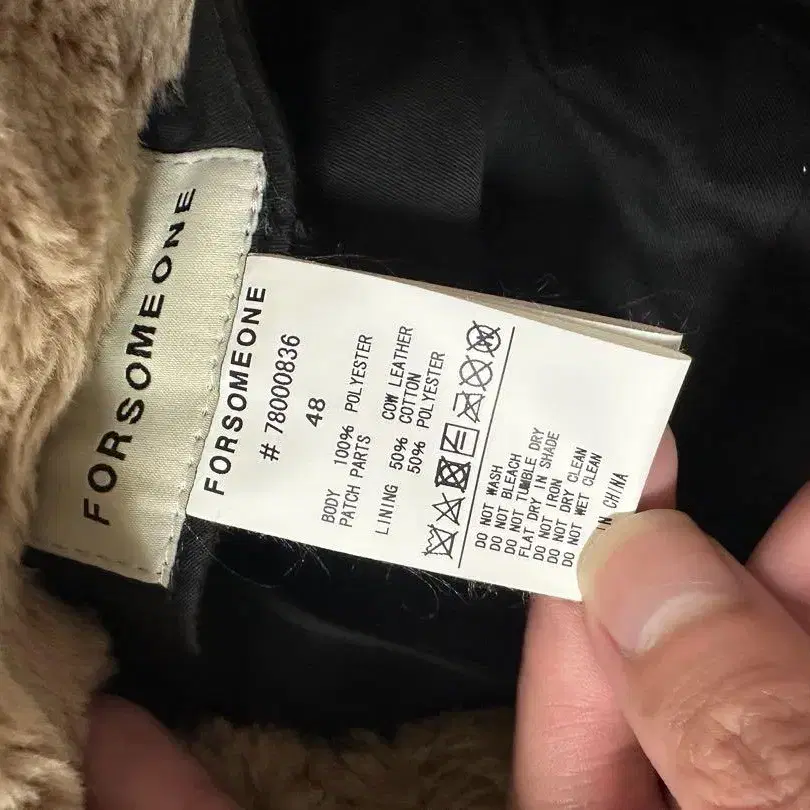 FORSOMEONE
FORSOMEONE
# 78000836
48
BODY 100% POLYESTER
PATCH PARTS COW LEATHER
LINING 50% COTTON
50% POLYESTER
DO NOT WASH
DO NOT BLEACH
DO NOT TUMBLE DRY
FLAT DRY IN SHADE
DO NOT IRON
DO NOT DRY CLEAN
DO NOT WET CLEAN
IN CHINA